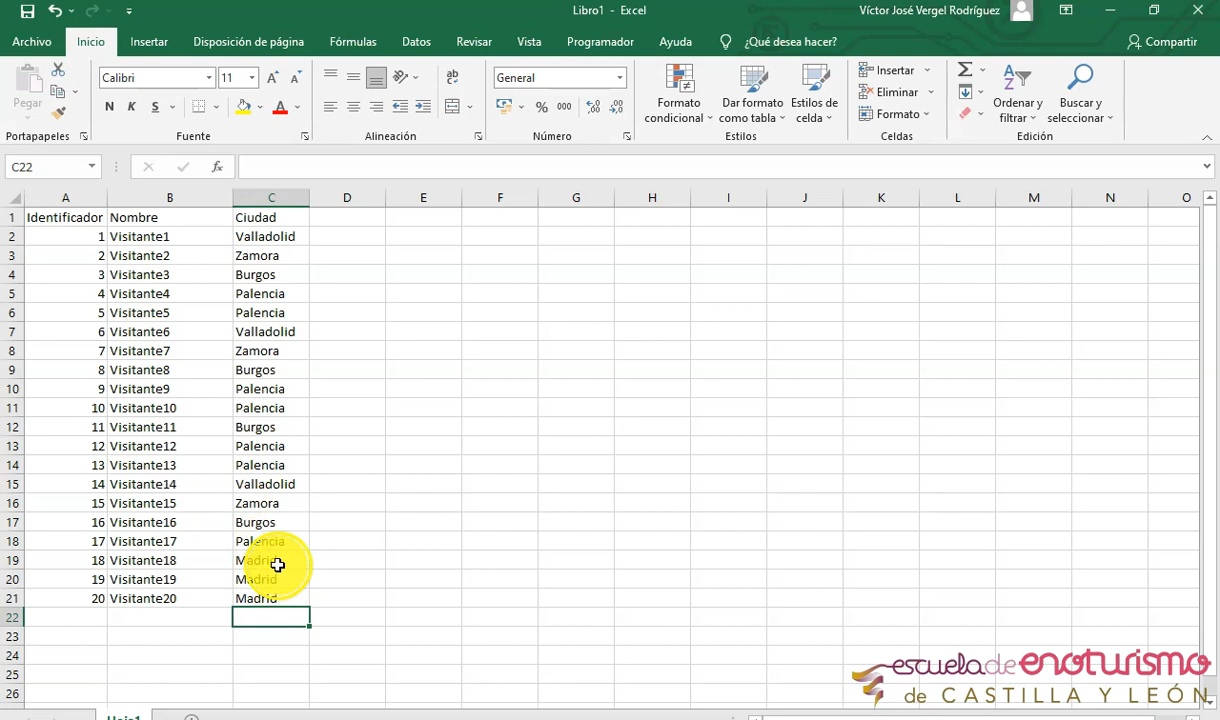 Libro1 - Excel
Víctor José Vergel Rodríguez
Archivo Inicio Insertar Disposición de página Fórmulas Datos Revisar Vista Programador Ayuda ¿Qué desea hacer? Compartir
Pegar
Calibri 11
N K S A
ab
General
% 000
Formato condicional
Dar formato como tabla
Estilos de celda
Insertar
Eliminar
Formato
Ordenar y filtrar
Buscar y seleccionar
Portapapeles Fuente Alineación Número Estilos Celdas Edición
C22 fx
A B C D E F G H I J K L M N O
1 Identificador Nombre Ciudad
2 1 Visitante1 Valladolid
3 2 Visitante2 Zamora
4 3 Visitante3 Burgos
5 4 Visitante4 Palencia
6 5 Visitante5 Palencia
7 6 Visitante6 Valladolid
8 7 Visitante7 Zamora
9 8 Visitante8 Burgos
10 9 Visitante9 Palencia
11 10 Visitante10 Palencia
12 11 Visitante11 Burgos
13 12 Visitante12 Palencia
14 13 Visitante13 Palencia
15 14 Visitante14 Valladolid
16 15 Visitante15 Zamora
17 16 Visitante16 Burgos
18 17 Visitante17 Palencia
19 18 Visitante18 Madrid
20 19 Visitante19 Madrid
21 20 Visitante20 Madrid
22
23
24
25
26
escuela de enoturismo
de CASTILLA Y LEÓN
Hoja1